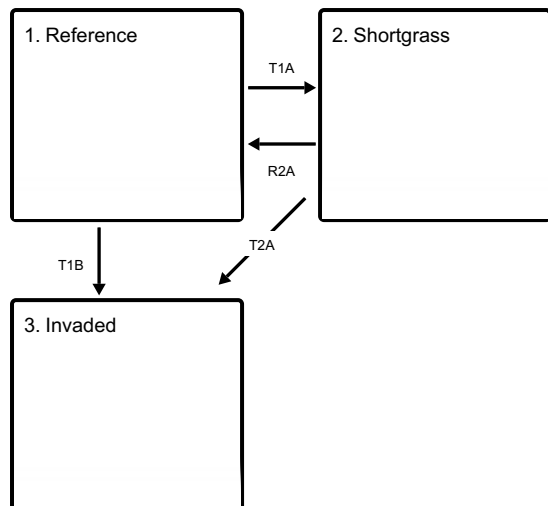 1. Reference
2. Shortgrass
T1A
R2A
T1B
T2A
3. Invaded